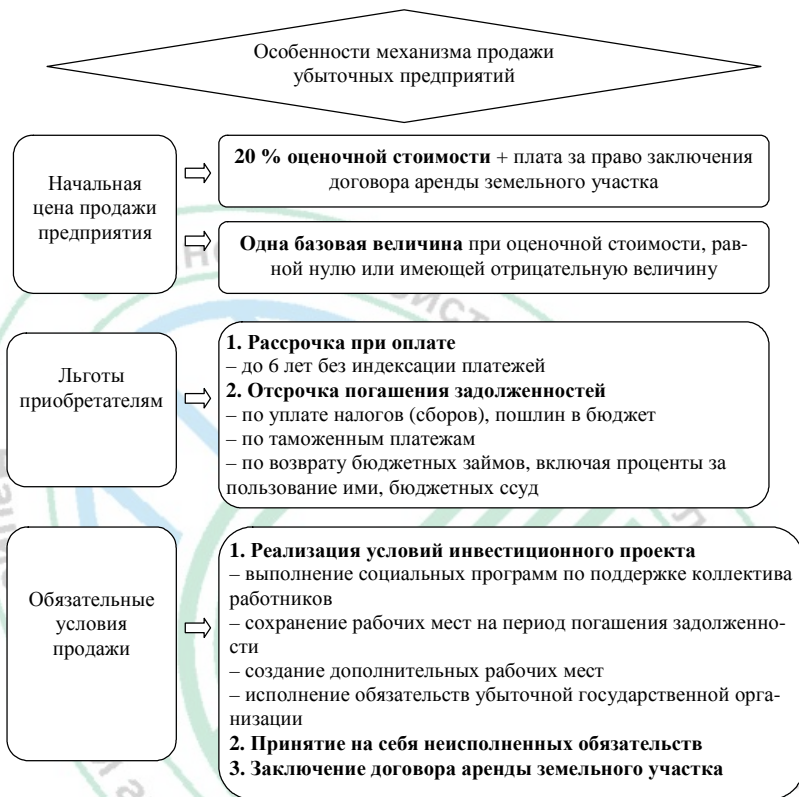 Особенности механизма продажи
убыточных предприятий
Начальная
цена продажи
предприятия
20 % оценочной стоимости + плата за право заключения
договора аренды земельного участка
Одна базовая величина при оценочной стоимости, рав-
ной нулю или имеющей отрицательную величину
Льготы
приобретателям
1. Рассрочка при оплате
– до 6 лет без индексации платежей
2. Отсрочка погашения задолженностей
– по уплате налогов (сборов), пошлин в бюджет
– по таможенным платежам
– по возврату бюджетных займов, включая проценты за
пользование ими, бюджетных ссуд
Обязательные
условия
продажи
1. Реализация условий инвестиционного проекта
– выполнение социальных программ по поддержке коллектива
работников
– сохранение рабочих мест на период погашения задолженно-
сти
– создание дополнительных рабочих мест
– исполнение обязательств убыточной государственной орга-
низации
2. Принятие на себя неисполненных обязательств
3. Заключение договора аренды земельного участка